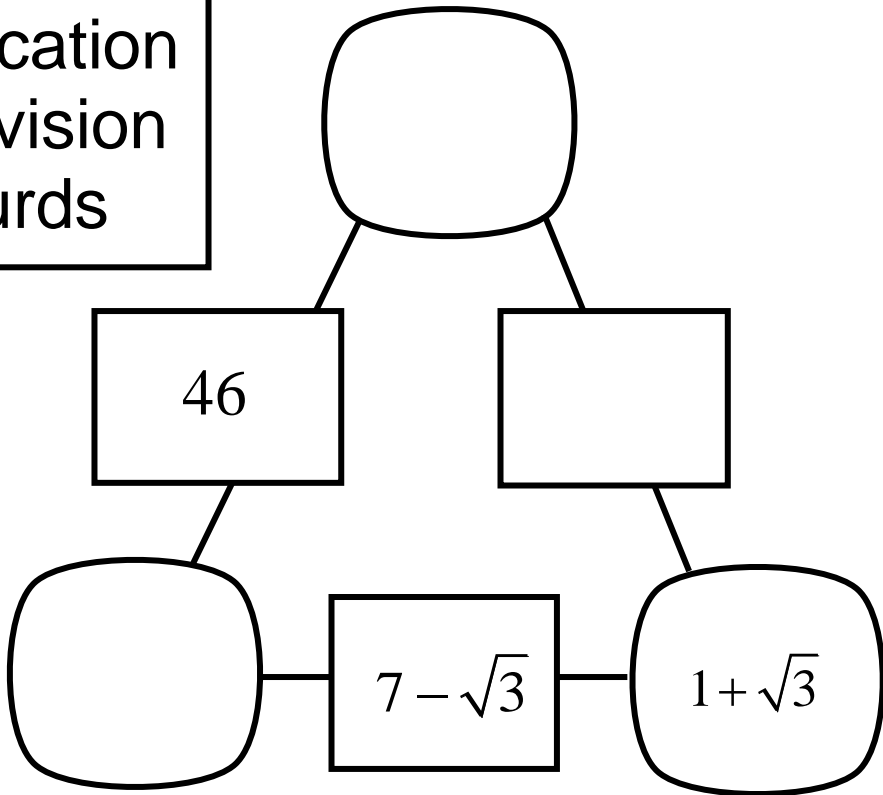 cation
vision
urds
46
7 − √3
1 + √3